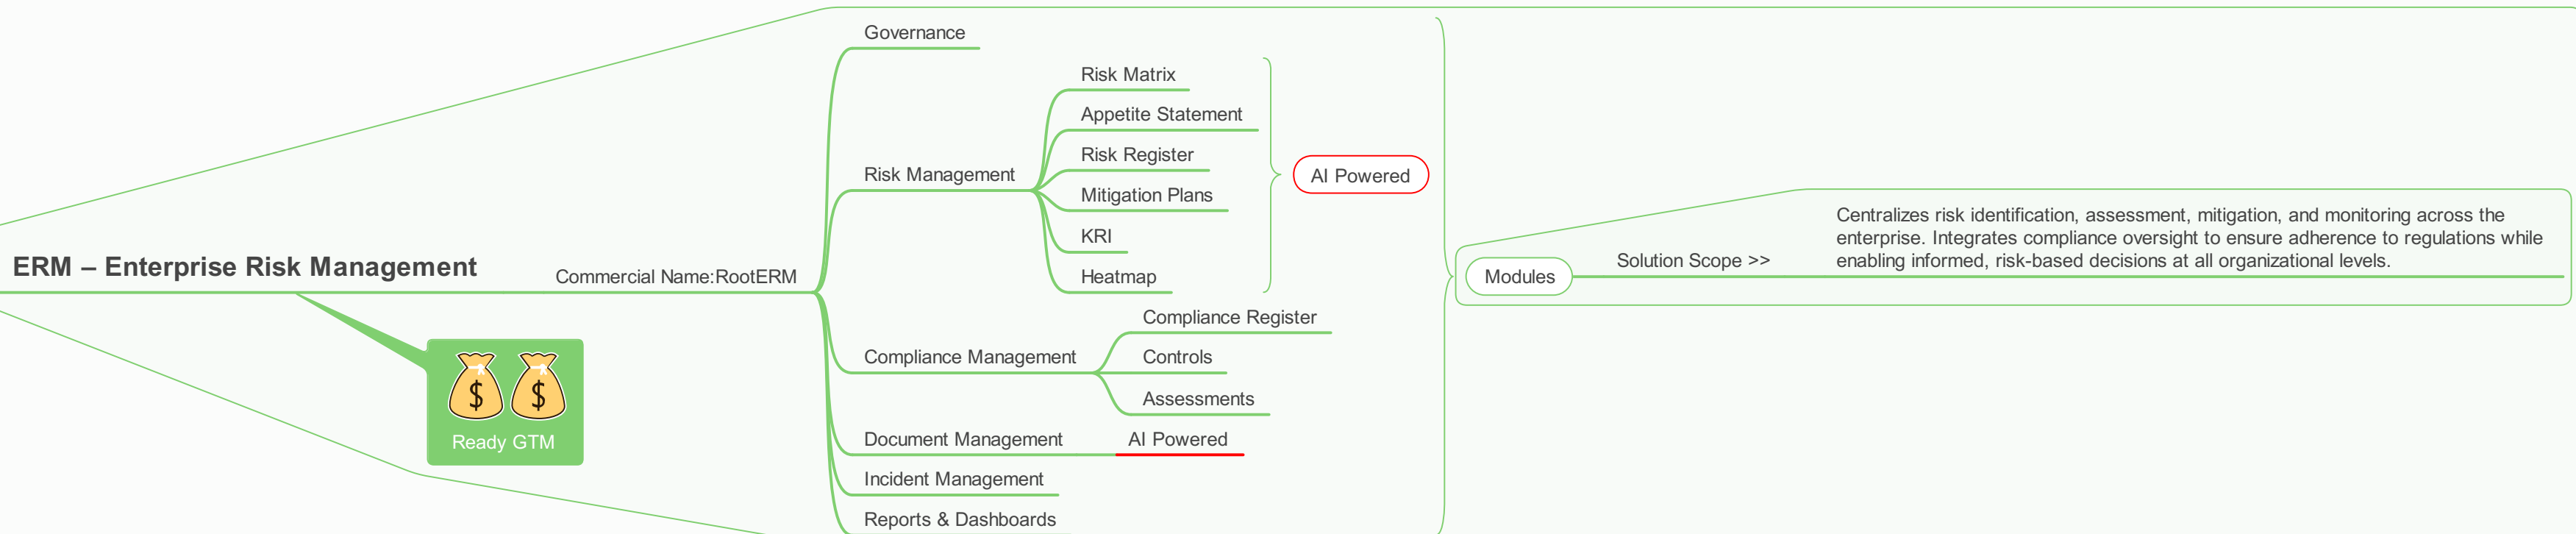 Governance
Risk Matrix
Appetite Statement
Risk Register
Risk Management
AI Powered
Mitigation Plans
KRI
Heatmap
ERM – Enterprise Risk Management
Commercial Name:RootERM
Modules
Solution Scope >>
Centralizes risk identification, assessment, mitigation, and monitoring across the
enterprise. Integrates compliance oversight to ensure adherence to regulations while
enabling informed, risk-based decisions at all organizational levels.
Compliance Register
Compliance Management
Controls
Assessments
$ $
Ready GTM
Document Management
AI Powered
Incident Management
Reports & Dashboards